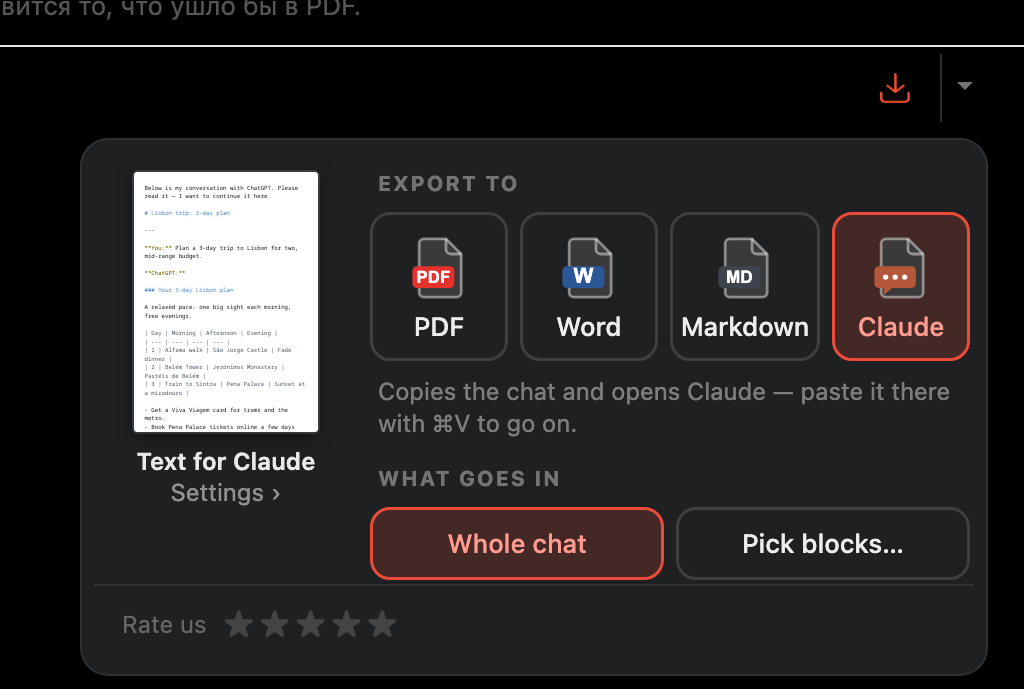 вится то, что ушло бы в PDF.
Below is my conversation with ChatGPT. Please
read it — I want to continue it here.
# Lisbon trip: 3-day plan
---
**You:** Plan a 3-day trip to Lisbon for two,
mid-range budget.
**ChatGPT:**
### Your 3-day Lisbon plan
A relaxed pace: one big sight each morning,
free evenings.
| Day | Morning | Afternoon | Evening |
| --- | --- | --- | --- |
| 1 | Alfama walk | São Jorge Castle | Fado
dinner |
| 2 | Belém Tower | Jerónimos Monastery |
Pastéis de Belém |
| 3 | Train to Sintra | Pena Palace | Sunset at
a miradouro |
- Get a Viva Viagem card for trams and the
metro.
- Book Pena Palace tickets online a few days
Text for Claude
Settings ›
EXPORT TO
PDF
PDF
W
Word
MD
Markdown
Claude
Copies the chat and opens Claude — paste it there
with ⌘V to go on.
WHAT GOES IN
Whole chat
Pick blocks...
Rate us